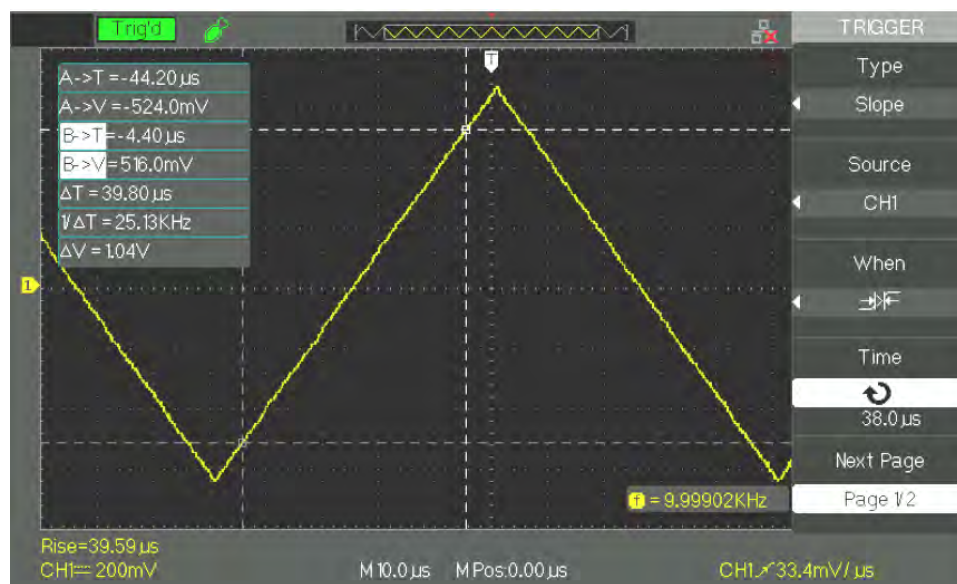 Trig'd
T
A->T =-44.20 µs
A->V =-524.0mV
B->T=-4.40 µs
B->V=516.0mV
ΔT = 39.80 µs
1/ΔT = 25.13KHz
ΔV = 1.04V
1
f = 9.99902KHz
Rise=39.59 µs
CH1 200mV
M 10.0 µs
M Pos:0.00 µs
CH1 33.4mV/ µs
TRIGGER
Type
Slope
Source
CH1
When
Time
38.0 µs
Next Page
Page 1/2